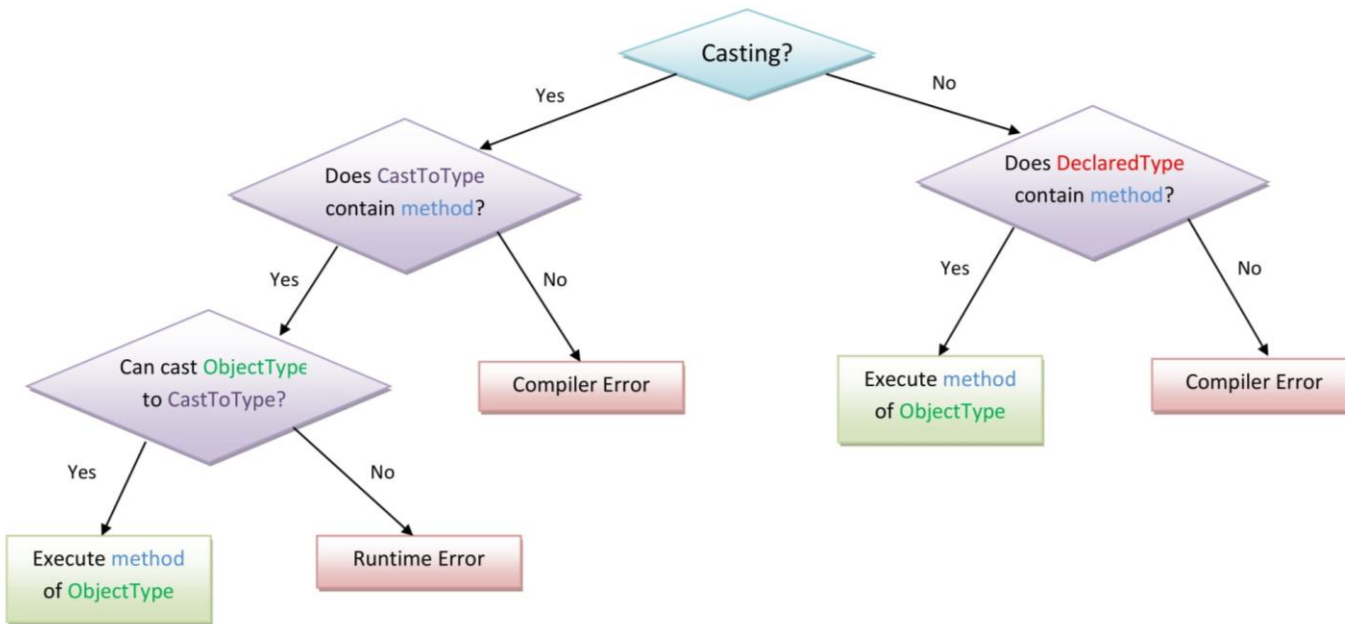 Casting?
Yes
No
Does CastToType
contain method?
Does DeclaredType
contain method?
Yes
No
Yes
No
Can cast ObjectType
to CastToType?
Compiler Error
Execute method
of ObjectType
Compiler Error
Yes
No
Execute method
of ObjectType
Runtime Error